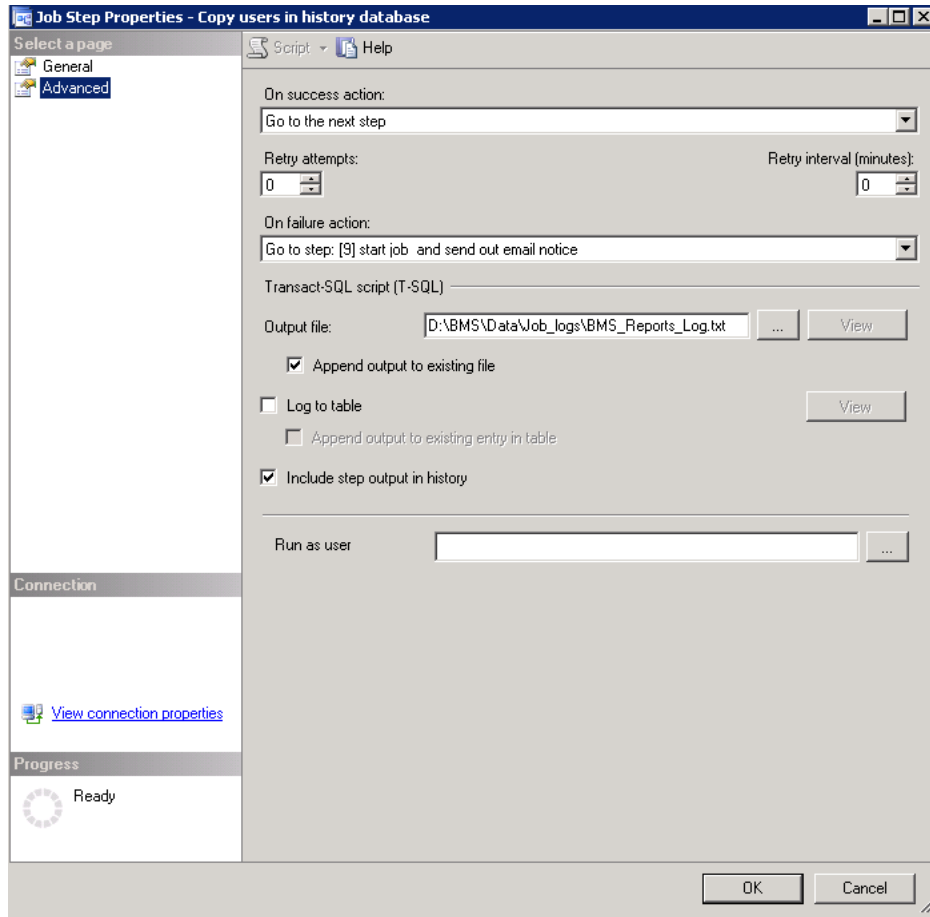 Job Step Properties - Copy users in history database
Select a page
General
Advanced
Script Help
On success action:
Go to the next step
Retry attempts: Retry interval (minutes):
0 0
On failure action:
Go to step: [9] start job  and send out email notice
Transact-SQL script (T-SQL)
Output file: D:\BMS\Data\Job_logs\BMS_Reports_Log.txt ... View
Append output to existing file
Log to table View
Append output to existing entry in table
Include step output in history
Run as user ...
Connection
View connection properties
Progress
Ready
OK Cancel